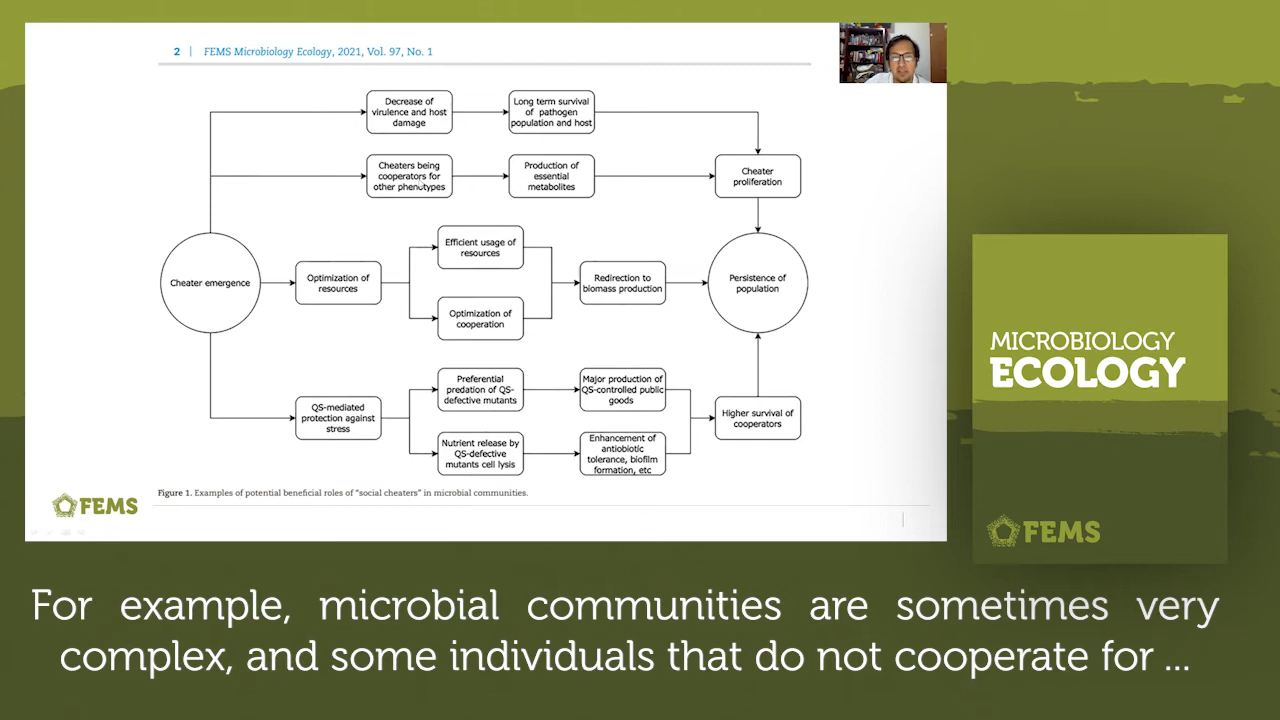 2 | FEMS Microbiology Ecology, 2021, Vol. 97, No. 1
Decrease of
virulence and host
damage
Long term survival
of pathogen
population and host
Cheaters being
cooperators for
other phenotypes
Production of
essential
metabolites
Cheater
proliferation
Efficient usage of
resources
Cheater emergence
Optimization of
resources
Redirection to
biomass production
Persistence of
population
Optimization of
cooperation
Preferential
predation of QS-
defective mutants
Major production of
QS-controlled public
goods
QS-mediated
protection against
stress
Higher survival of
cooperators
Nutrient release by
QS-defective
mutants cell lysis
Enhancement of
antiobiotic
tolerance, biofilm
formation, etc
Figure 1. Examples of potential beneficial roles of “social cheaters” in microbial communities.
FEMS
MICROBIOLOGY
ECOLOGY
FEMS
For example, microbial communities are sometimes very
complex, and some individuals that do not cooperate for ...